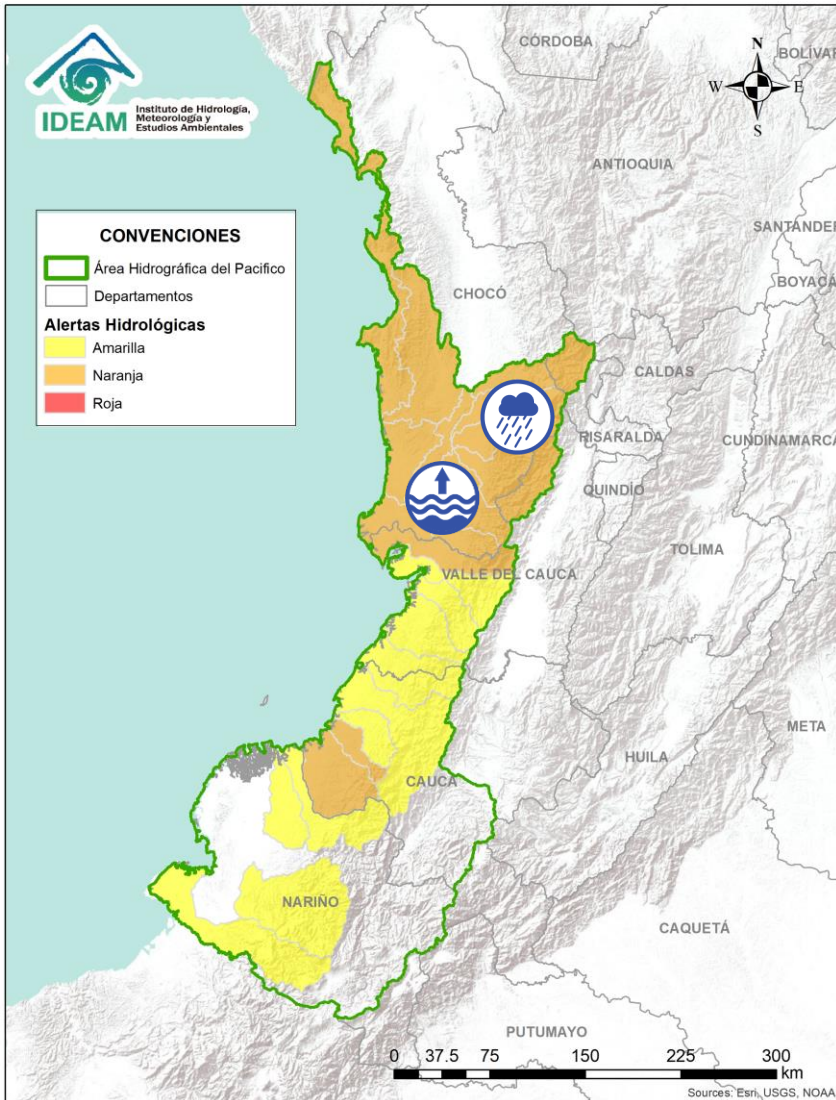 IDEAM
Instituto de Hidrología,
Meteorología y
Estudios Ambientales
CÓRDOBA
BOLÍVAR
N
W
E
S
ANTIOQUIA
SANTANDER
BOYACÁ
CONVENCIONES
Área Hidrográfica del Pacifico
Departamentos
Alertas Hidrológicas
Amarilla
Naranja
Roja
CHOCÓ
CALDAS
RISARALDA
CUNDINAMARCA
QUINDÍO
TOLIMA
VALLE DEL CAUCA
META
HUILA
CAUCA
NARIÑO
CAQUETÁ
PUTUMAYO
0 37.5 75 150 225 300
km
Sources: Esri, USGS, NOAA